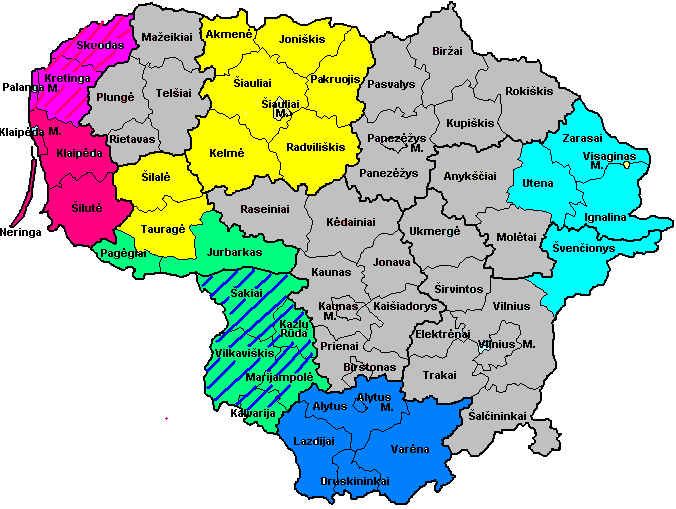 Akmenė
Skuodas
Mažeikiai
Joniškis
Biržai
Kretinga
Palanga M.
Šiauliai
Pakruojis
Pasvalys
Rokiškis
Plungė
Telšiai
Šiauliai
M.
Kupiškis
Klaipėda M.
Rietavas
Panezėžys
M.
Zarasai
Klaipėda
Kelmė
Radviliškis
Visaginas
M.
Šilalė
Panezėžys
Anykščiai
Utena
Šilutė
Raseiniai
Kėdainiai
Ignalina
Neringa
Tauragė
Ukmergė
Molėtai
Pagėgiai
Jurbarkas
Švenčionys
Kaunas
Jonava
Šakiai
Širvintos
Kaunas
M.
Kaišiadorys
Vilnius
Kazlų
Rūda
Elektrėnai
Vilkaviškis
Prienai
Vilnius M.
Marijampolė
Birštonas
Trakai
Kalvarija
Alytus
Alytus
M.
Šalčininkai
Lazdijai
Varėna
Druskininkai